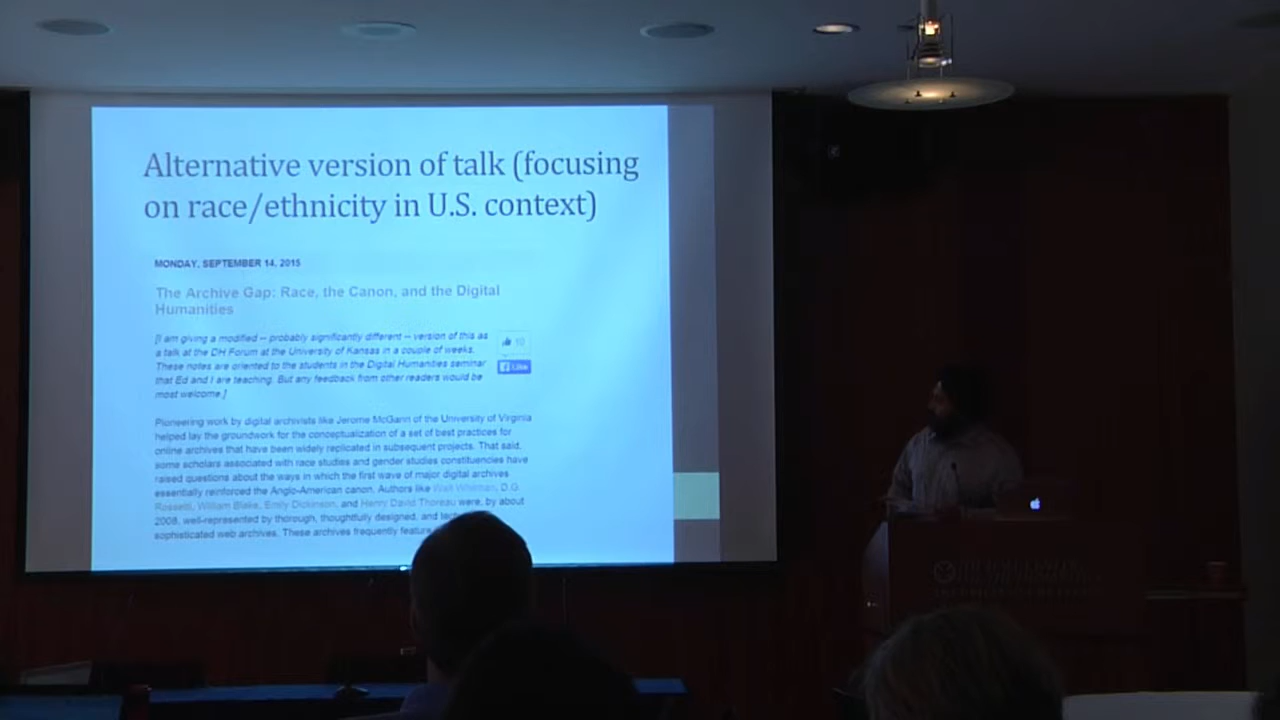 Alternative version of talk (focusing
on race/ethnicity in U.S. context)
MONDAY, SEPTEMBER 14, 2015
The Archive Gap: Race, the Canon, and the Digital
Humanities
[I am giving a modified -- probably significantly different -- version of this as
a talk at the DH Forum at the University of Kansas in a couple of weeks.
These notes are oriented to the students in the Digital Humanities seminar
that Ed and I are teaching. But any feedback from other readers would be
most welcome.]
10
Like
Pioneering work by digital archivists like Jerome McGann of the University of Virginia
helped lay the groundwork for the conceptualization of a set of best practices for
online archives that have been widely replicated in subsequent projects. That said,
some scholars associated with race studies and gender studies constituencies have
raised questions about the ways in which the first wave of major digital archives
essentially reinforced the Anglo-American canon. Authors like Walt Whitman, D.G.
Rossetti, William Blake, Emily Dickinson, and Henry David Thoreau were, by about
2008, well-represented by thorough, thoughtfully designed, and
sophisticated web archives. These archives frequently feature